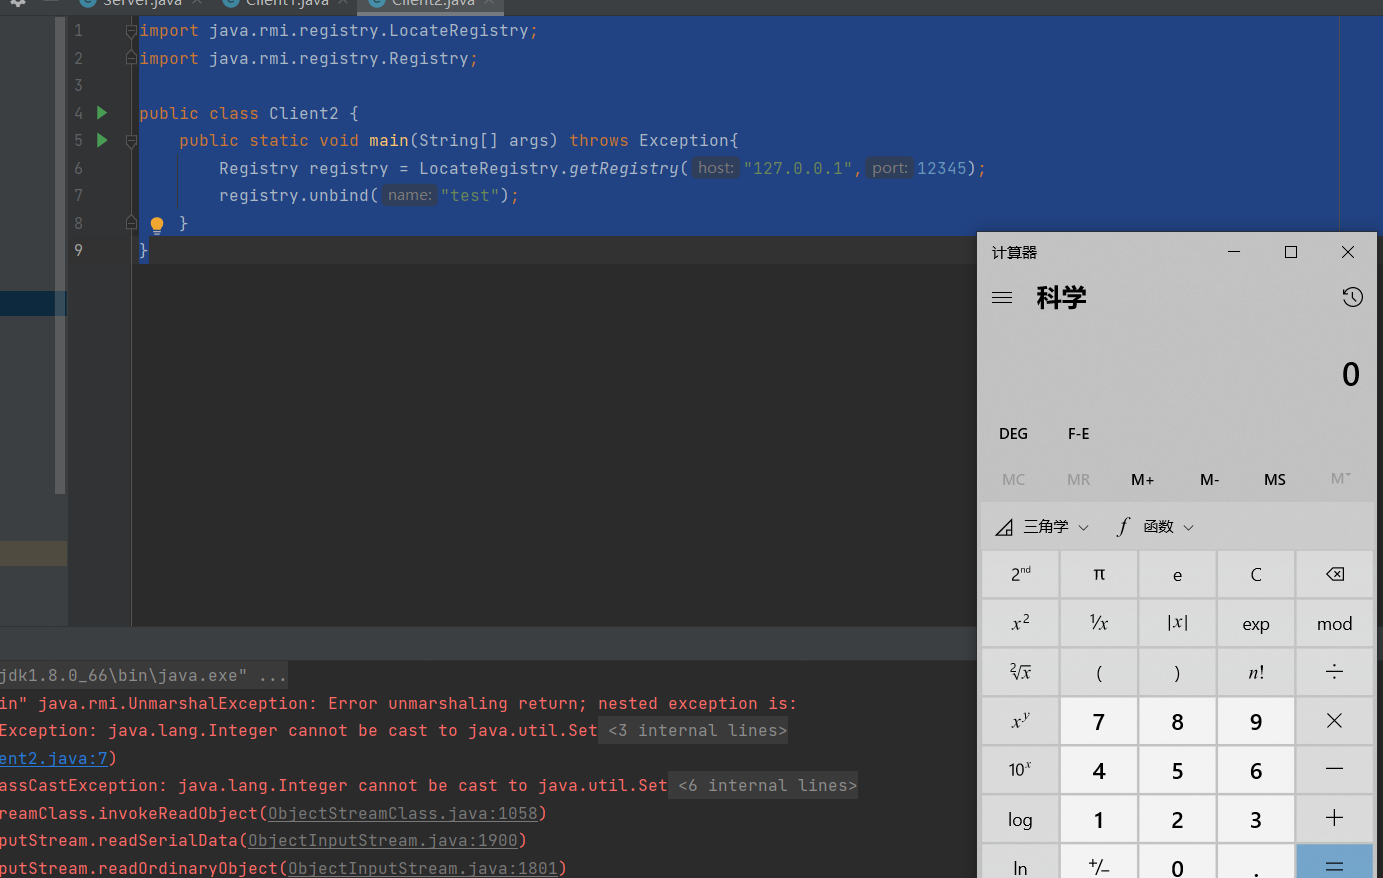 Server.java Client1.java Client2.java
1 import java.rmi.registry.LocateRegistry;
2 import java.rmi.registry.Registry;
3
4 public class Client2 {
5 public static void main(String[] args) throws Exception{
6 Registry registry = LocateRegistry.getRegistry( host: "127.0.0.1", port: 12345);
7 registry.unbind( name: "test");
8 }
9 }
jdk1.8.0_66\bin\java.exe" ...
in" java.rmi.UnmarshalException: Error unmarshaling return; nested exception is:
Exception: java.lang.Integer cannot be cast to java.util.Set <3 internal lines>
ent2.java:7)
assCastException: java.lang.Integer cannot be cast to java.util.Set <6 internal lines>
reamClass.invokeReadObject(ObjectStreamClass.java:1058)
putStream.readSerialData(ObjectInputStream.java:1900)
putStream.readOrdinaryObject(ObjectInputStream.java:1801)
计算器
科学
0
DEG F-E
MC MR M+ M- MS M˅
三角学 f 函数
2ⁿᵈ π e C
x² ¹/x |x| exp mod
²√x ( ) n! ÷
xʸ 7 8 9 ×
10ˣ 4 5 6 −
log 1 2 3 +
ln +/− 0 . =